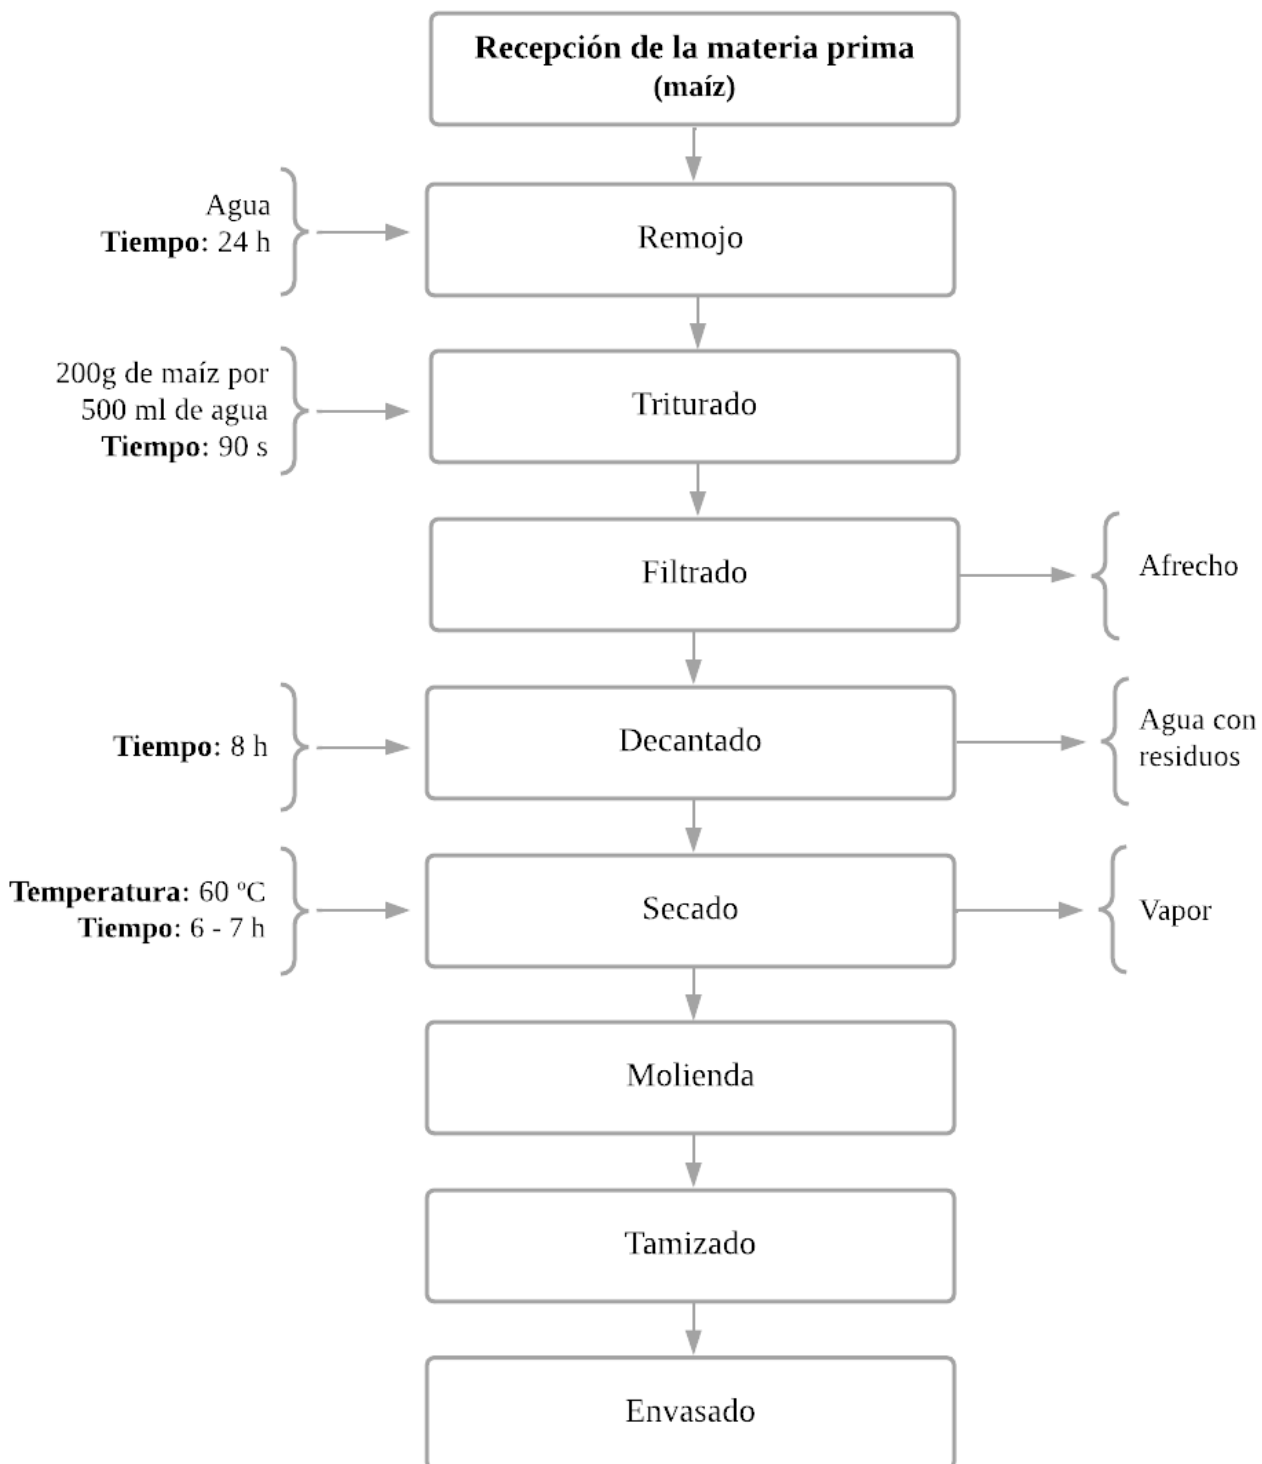 Recepción de la materia prima
(maíz)
Agua
Tiempo: 24 h
Remojo
200g de maíz por
500 ml de agua
Tiempo: 90 s
Triturado
Filtrado
Afrecho
Tiempo: 8 h
Decantado
Agua con
residuos
Temperatura: 60 ºC
Tiempo: 6 - 7 h
Secado
Vapor
Molienda
Tamizado
Envasado